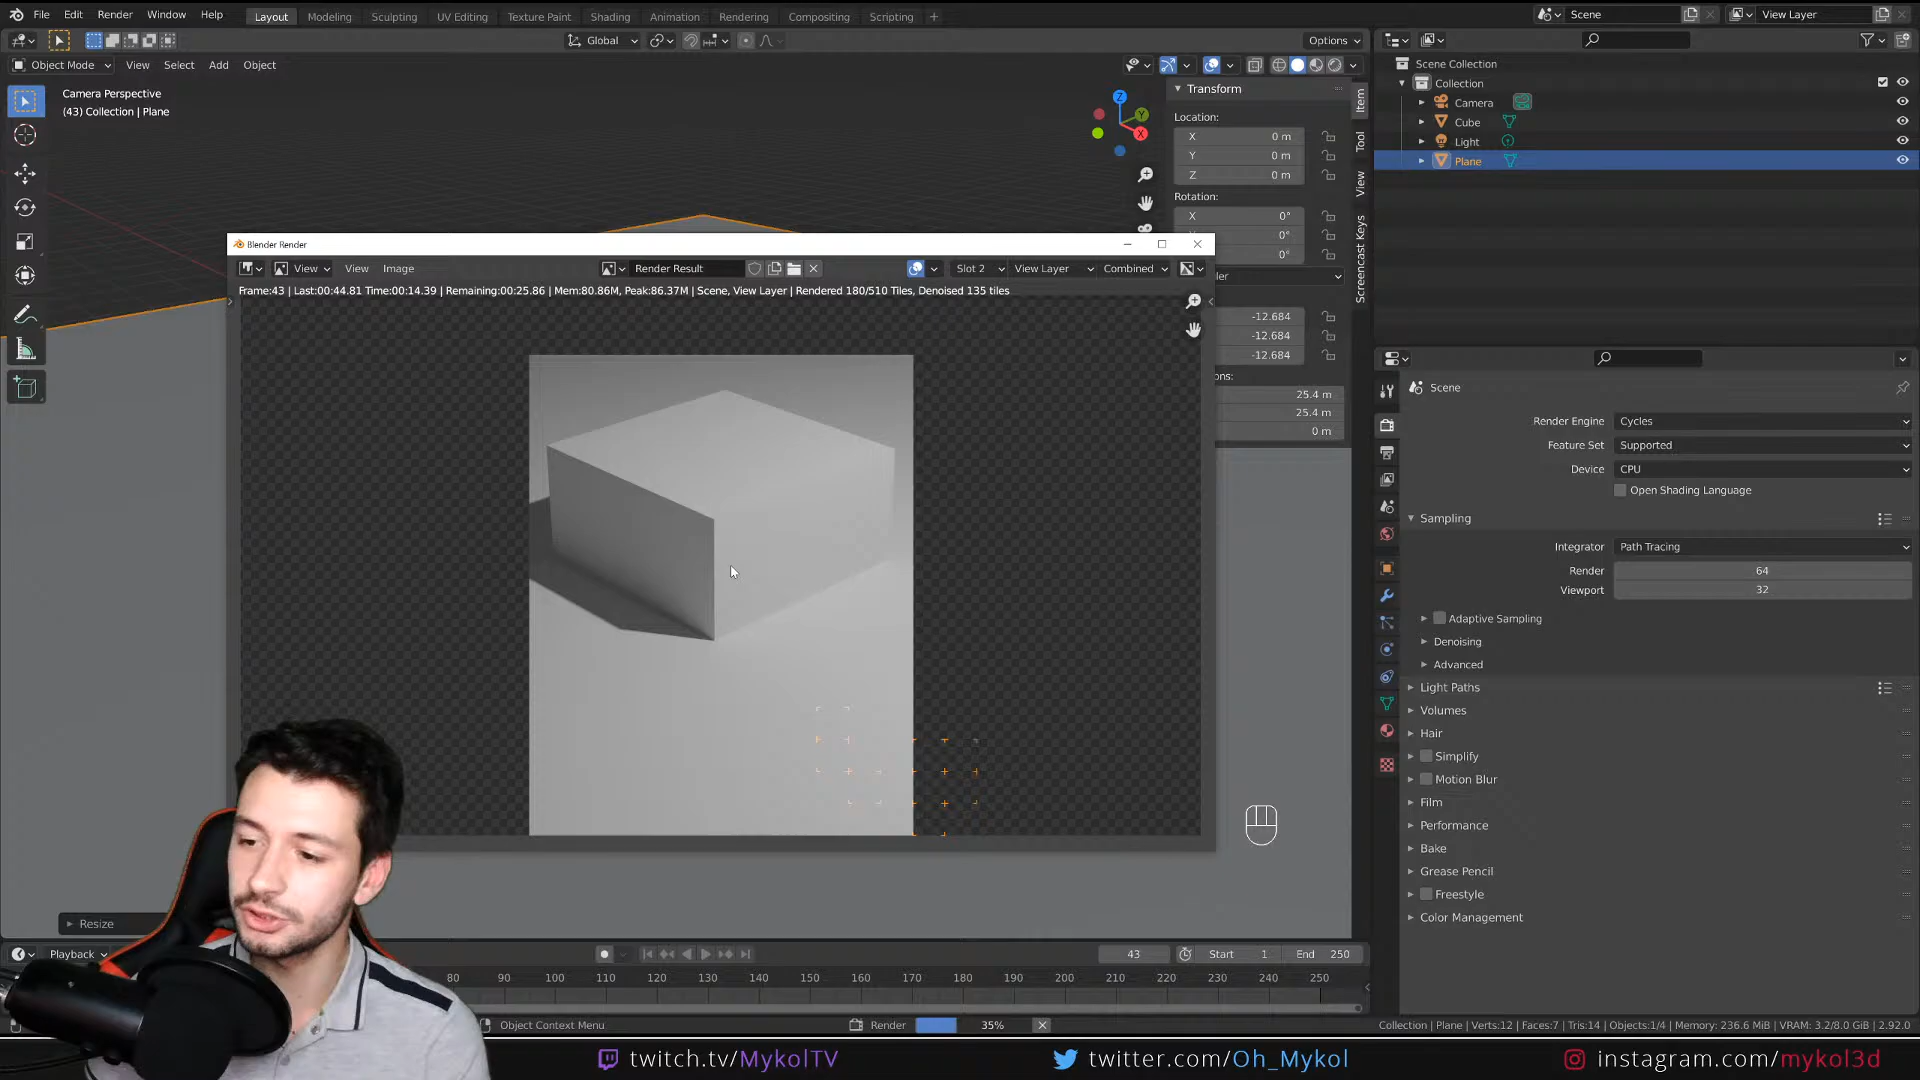 File Edit Render Window Help Layout Modeling Sculpting UV Editing Texture Paint Shading Animation Rendering Compositing Scripting + Scene View Layer
Global Options
Object Mode View Select Add Object
Camera Perspective
(43) Collection | Plane
Transform
Location:
X 0 m
Y 0 m
Z 0 m
Rotation:
X 0°
0°
0°
-12.684
-12.684
-12.684
ons:
25.4 m
25.4 m
0 m
Item
Tool
View
Screencast Keys
Blender Render
View View Image Render Result Slot 2 View Layer Combined
Frame:43 | Last:00:44.81 Time:00:14.39 | Remaining:00:25.86 | Mem:80.86M, Peak:86.37M | Scene, View Layer | Rendered 180/510 Tiles, Denoised 135 tiles
Scene Collection
Collection
Camera
Cube
Light
Plane
Scene
Render Engine Cycles
Feature Set Supported
Device CPU
Open Shading Language
Sampling
Integrator Path Tracing
Render 64
Viewport 32
Adaptive Sampling
Denoising
Advanced
Light Paths
Volumes
Hair
Simplify
Motion Blur
Film
Performance
Bake
Grease Pencil
Freestyle
Color Management
Resize
Playback 43 Start 1 End 250
80 90 100 110 120 130 140 150 160 170 180 190 200 210 220 230 240 250
Object Context Menu Render 35% Collection | Plane | Verts:12 | Faces:7 | Tris:14 | Objects:1/4 | Memory: 236.6 MiB | VRAM: 3.2/8.0 GiB | 2.92.0
twitch.tv/MykolTV twitter.com/Oh_Mykol instagram.com/mykol3d